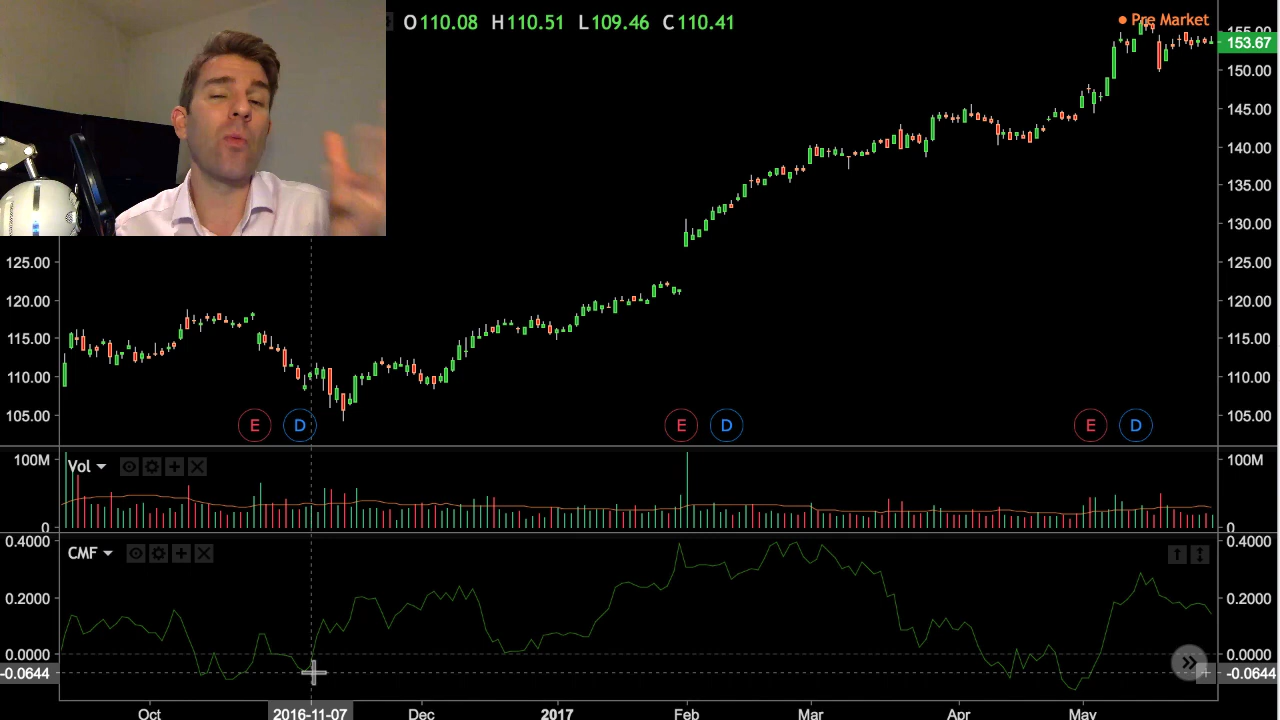 O110.08 H110.51 L109.46 C110.41
Pre Market
155.00
153.67
150.00
145.00
140.00
135.00
130.00
125.00 125.00
120.00 120.00
115.00 115.00
110.00 110.00
105.00 105.00
E D E D E D
100M Vol 100M
0 0
0.4000 CMF 0.4000
0.2000 0.2000
0.0000 0.0000
-0.0644 -0.0644
Oct 2016-11-07 Dec 2017 Feb Mar Apr May